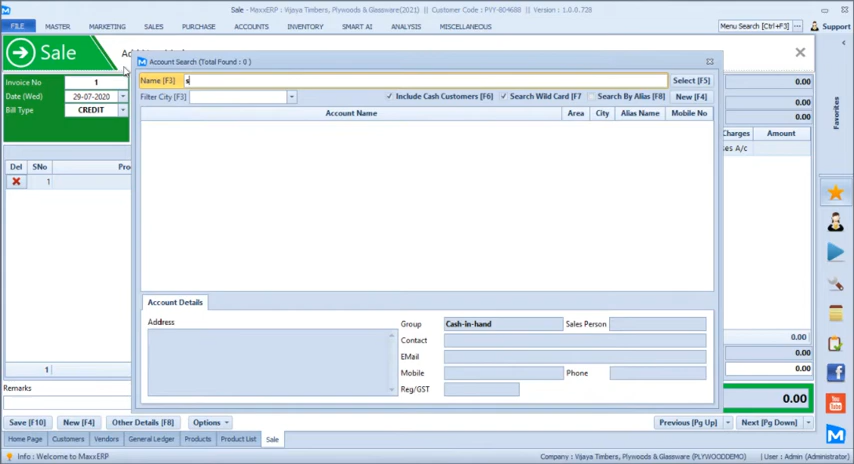 Sale - MaxxERP : Vijaya Timbers, Plywoods & Glassware(2021) || Customer Code : PVY-804688 || Version : 1.0.0.728
FILE MASTER MARKETING SALES PURCHASE ACCOUNTS INVENTORY SMART AI ANALYSIS MISCELLANEOUS Menu Search [Ctrl+F3] ... Support
Sale
Account Search (Total Found : 0 )
Name [F3] s Select [F5]
Filter City [F3] Include Cash Customers [F6] Search Wild Card [F7 Search By Alias [F8] New [F4]
Account Name Area City Alias Name Mobile No
Invoice No 1
Date (Wed) 29-07-2020
Bill Type CREDIT
Del SNo Pro
1
0.00
0.00
0.00
Charges Amount
es A/c
Favorites
Account Details
Address
Group Cash-in-hand Sales Person
Contact
EMail
Mobile Phone
Reg/GST
0.00
0.00
1 0.00
Remarks
0.00
Save [F10] New [F4] Other Details [F8] Options Previous [Pg Up] Next [Pg Down]
Home Page Customers Vendors General Ledger Products Product List Sale
You Tube
Info : Welcome to MaxxERP Company : Vijaya Timbers, Plywoods & Glassware (PLYWOODDEMO) User : Admin (Administrator)